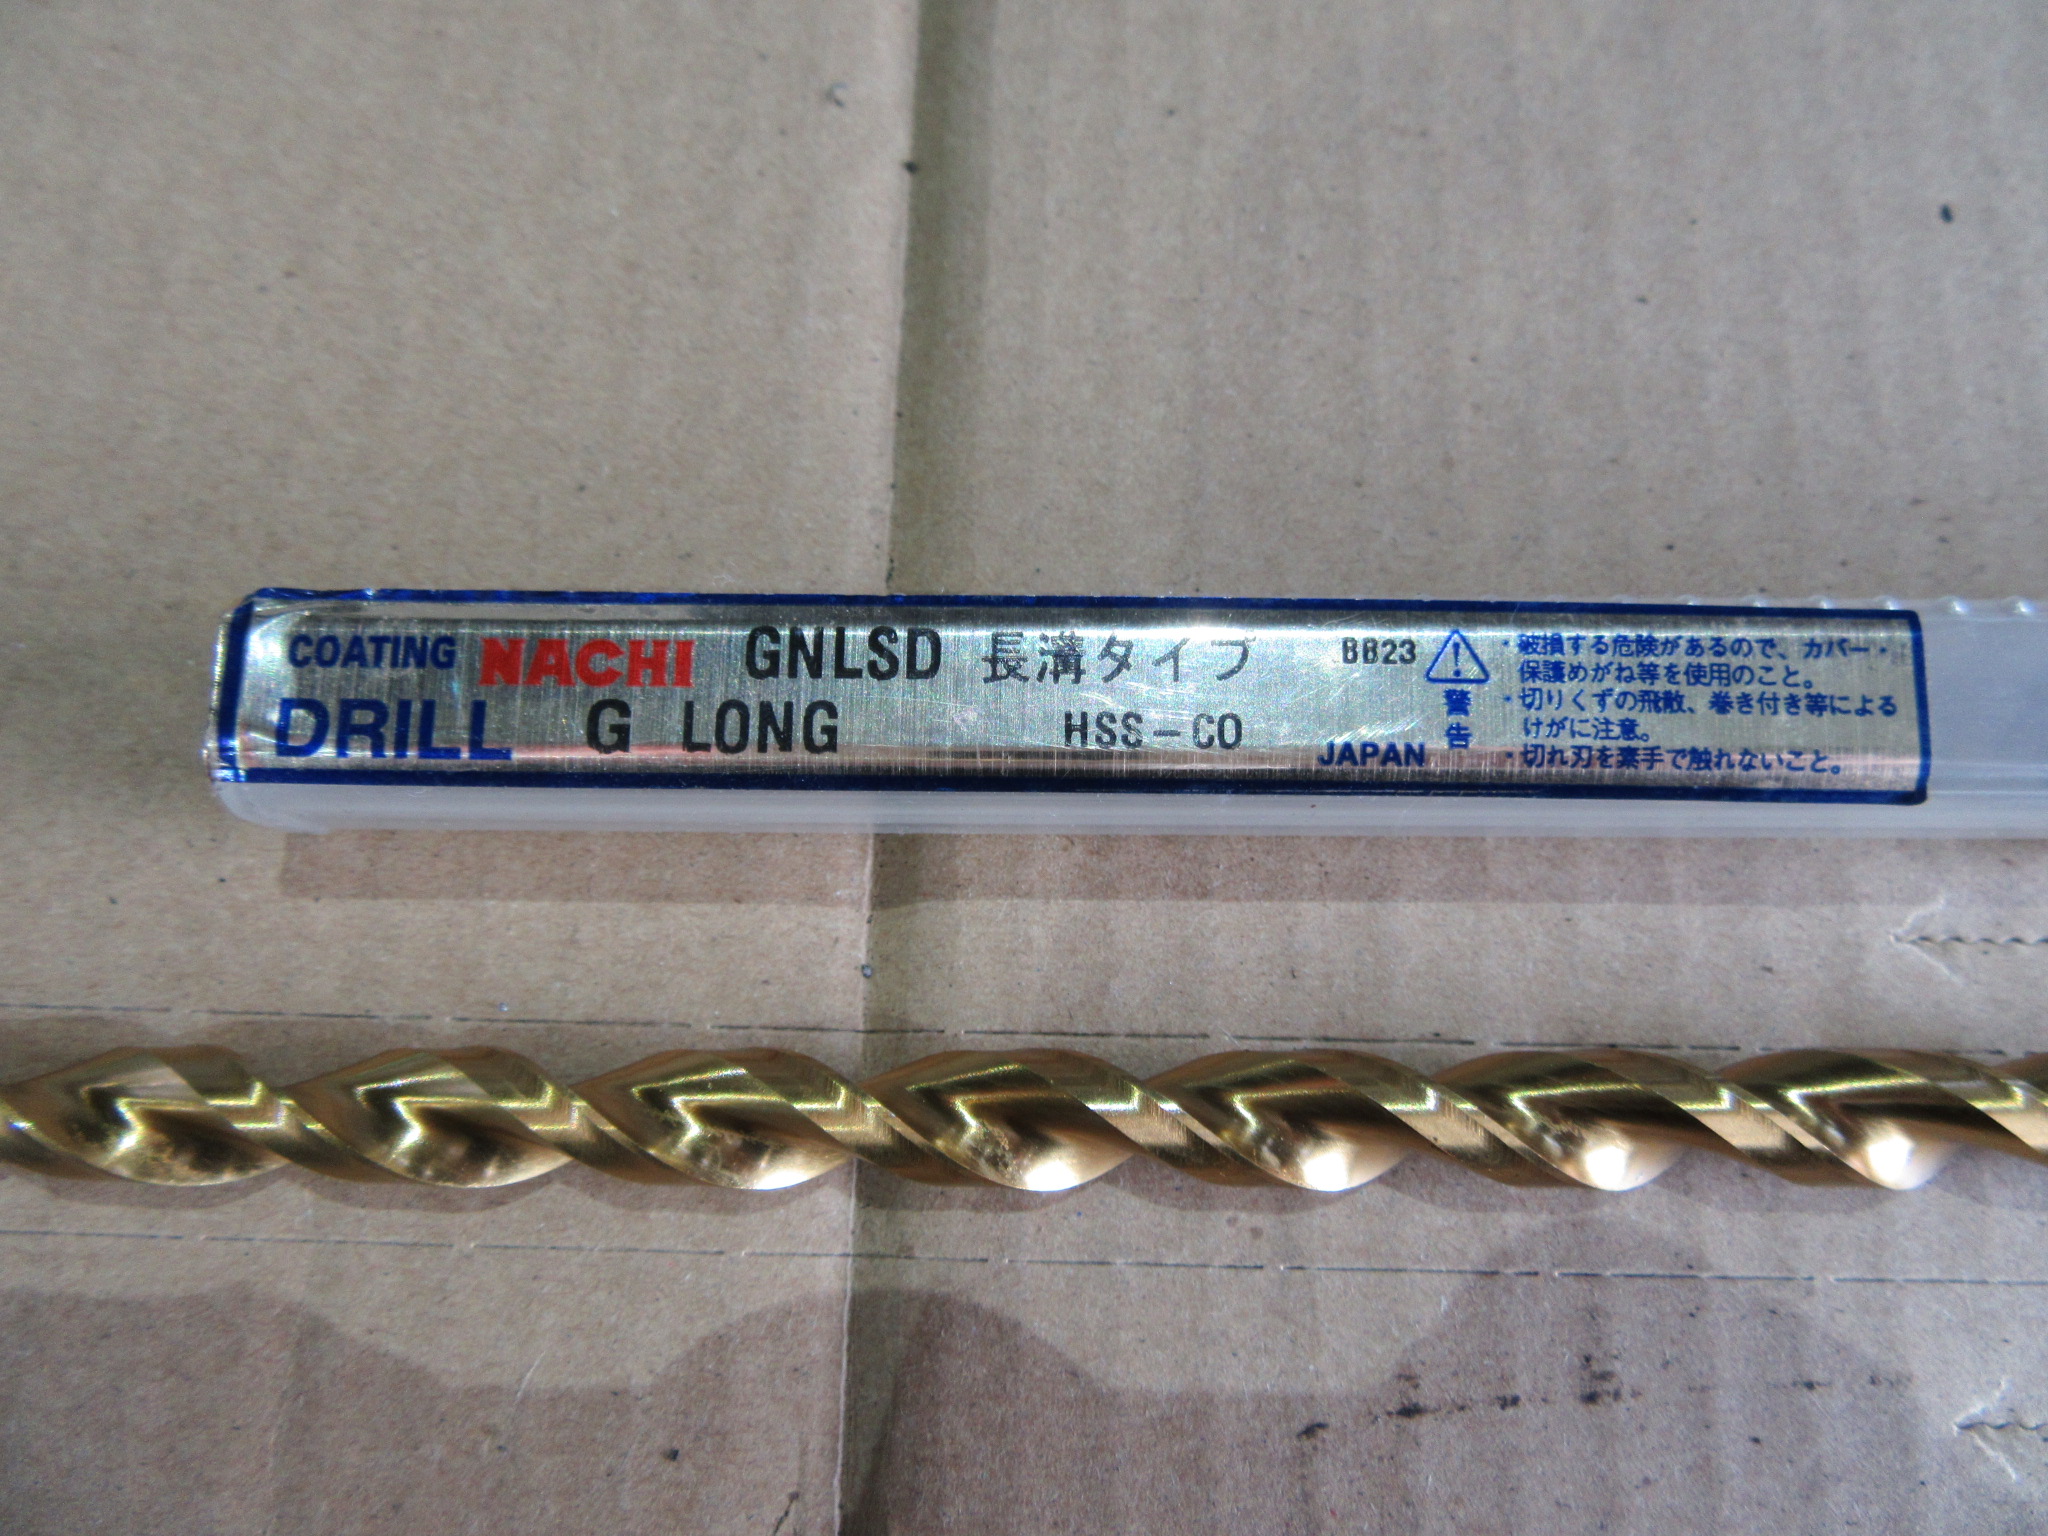 COATING NACHI GNLSD 長溝タイプ BB23
DRILL G LONG HSS-CO JAPAN
警告
・破損する危険があるので、カバー・
保護めがね等を使用のこと。
・切りくずの飛散、巻き付き等による
けがに注意。
・切れ刃を素手で触れないこと。